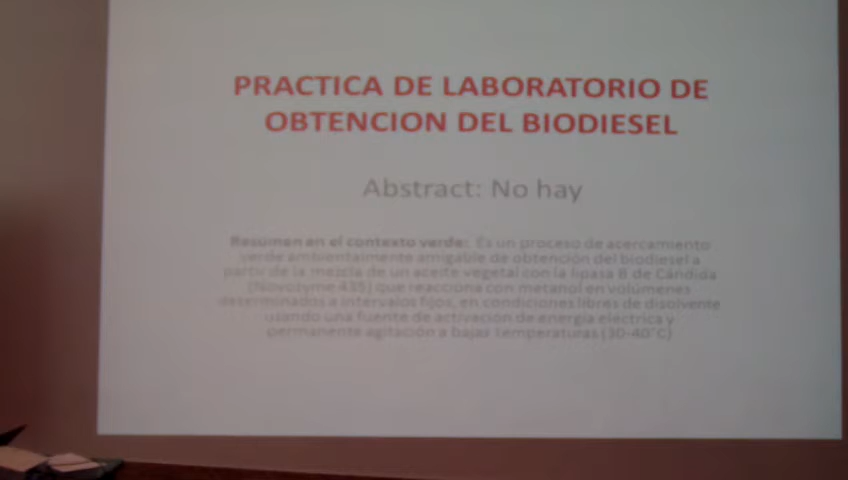 PRACTICA DE LABORATORIO DE
OBTENCION DEL BIODIESEL
Abstract: No hay
Resúmen en el contexto verde: Es un proceso de acercamiento
verde ambientalmente amigable de obtención del biodiesel a
partir de la mezcla de un aceite vegetal con la lipasa B de Candida
(Novozyme 435) que reacciona con metanol en volúmenes
determinados a intervalos fijos, en condiciones libres de disolvente
usando una fuente de activación de energía eléctrica y
permanente agitación a bajas temperaturas (30-40°C)